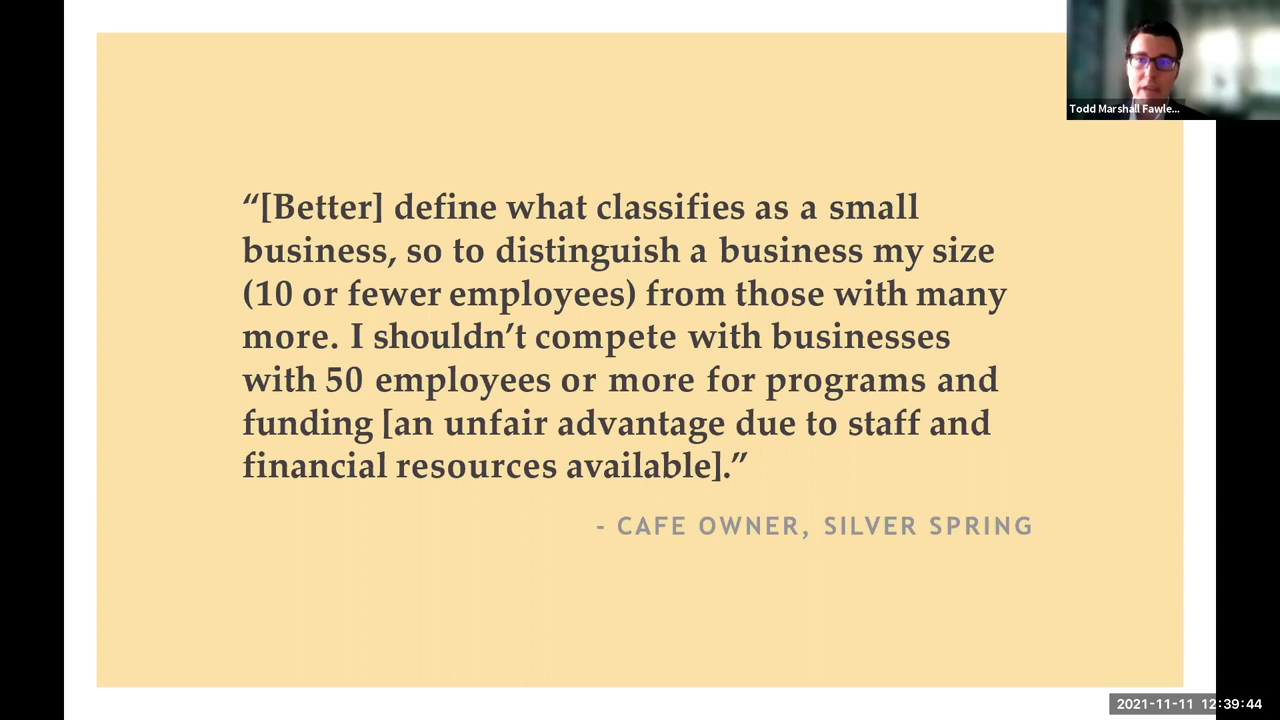 Todd Marshall Fawle...
“[Better] define what classifies as a small
business, so to distinguish a business my size
(10 or fewer employees) from those with many
more. I shouldn’t compete with businesses
with 50 employees or more for programs and
funding [an unfair advantage due to staff and
financial resources available].”
- CAFE OWNER, SILVER SPRING
2021-11-11 12:39:44